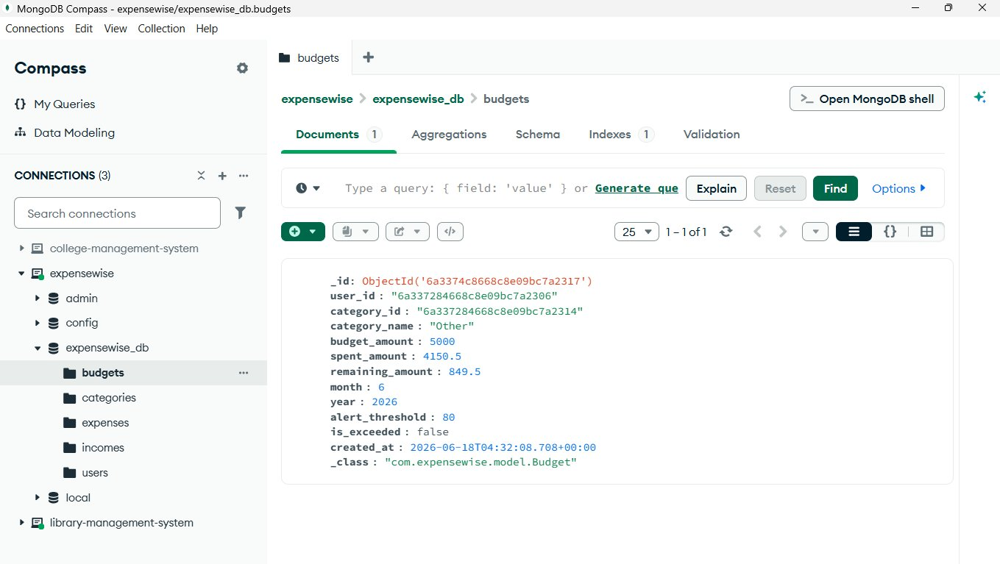 MongoDB Compass - expensewise/expensewise_db.budgets
Connections Edit View Collection Help
Compass
My Queries
Data Modeling
CONNECTIONS (3)
Search connections
college-management-system
expensewise
admin
config
expensewise_db
budgets
categories
expenses
incomes
users
local
library-management-system
budgets
expensewise > expensewise_db > budgets
>_ Open MongoDB shell
Documents 1 Aggregations Schema Indexes 1 Validation
Type a query: { field: 'value' } or Generate que Explain Reset Find Options
25 1–1 of 1
_id: ObjectId('6a3374c8668c8e09bc7a2317')
user_id : "6a337284668c8e09bc7a2306"
category_id : "6a337284668c8e09bc7a2314"
category_name : "Other"
budget_amount : 5000
spent_amount : 4150.5
remaining_amount : 849.5
month : 6
year : 2026
alert_threshold : 80
is_exceeded : false
created_at : 2026-06-18T04:32:08.708+00:00
_class : "com.expensewise.model.Budget"